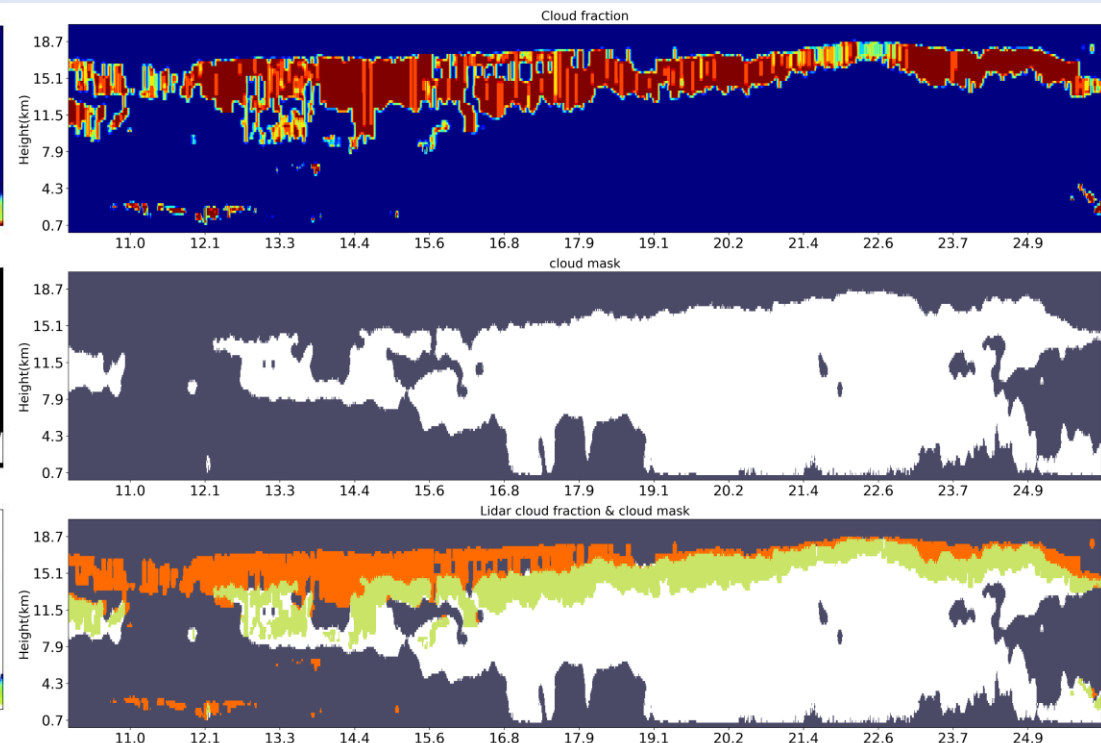 Cloud fraction
18.7
15.1
11.5
7.9
4.3
0.7
Height(km)
11.0 12.1 13.3 14.4 15.6 16.8 17.9 19.1 20.2 21.4 22.6 23.7 24.9
cloud mask
18.7
15.1
11.5
7.9
4.3
0.7
Height(km)
11.0 12.1 13.3 14.4 15.6 16.8 17.9 19.1 20.2 21.4 22.6 23.7 24.9
Lidar cloud fraction & cloud mask
18.7
15.1
11.5
7.9
4.3
0.7
Height(km)
11.0 12.1 13.3 14.4 15.6 16.8 17.9 19.1 20.2 21.4 22.6 23.7 24.9